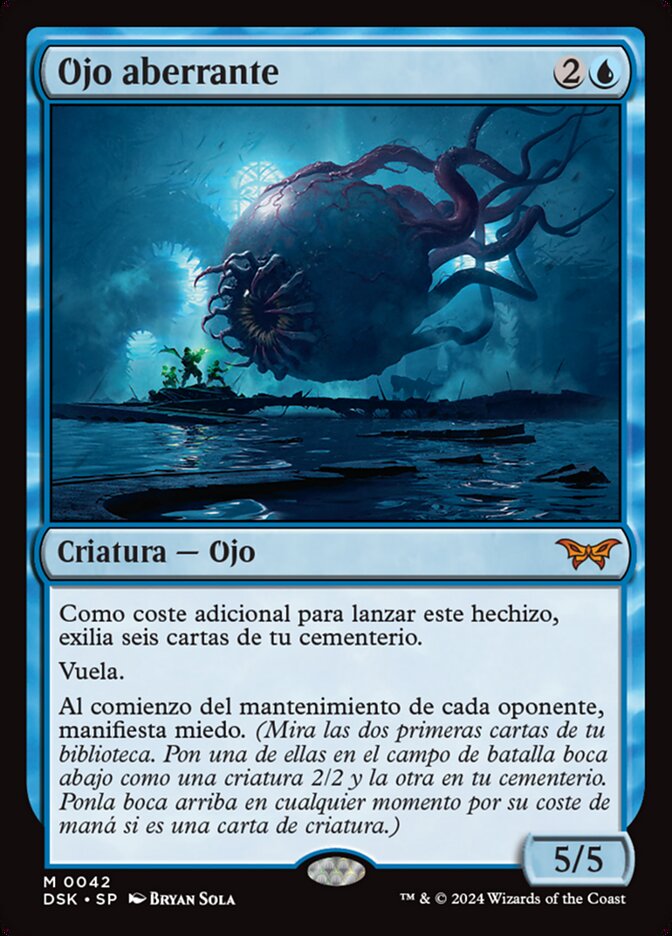 Ojo aberrante 2
Criatura — Ojo
Como coste adicional para lanzar este hechizo,
exilia seis cartas de tu cementerio.
Vuela.
Al comienzo del mantenimiento de cada oponente,
manifiesta miedo. (Mira las dos primeras cartas de tu
biblioteca. Pon una de ellas en el campo de batalla boca
abajo como una criatura 2/2 y la otra en tu cementerio.
Ponla boca arriba en cualquier momento por su coste de
maná si es una carta de criatura.)
5/5
M 0042
DSK • SP Bryan Sola
™ & © 2024 Wizards of the Coast